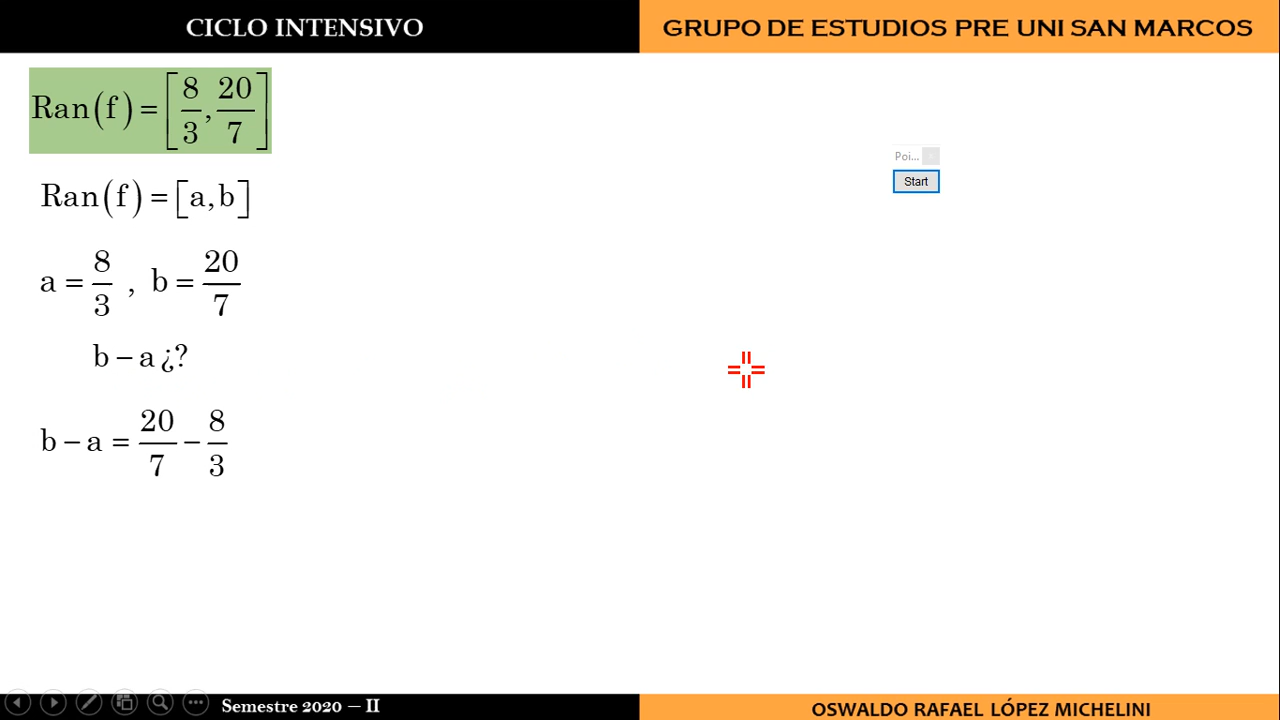 CICLO INTENSIVO
GRUPO DE ESTUDIOS PRE UNI SAN MARCOS
Ran(f) = [8/3, 20/7]
Ran(f) = [a, b]
a = 8/3 , b = 20/7
b − a ¿?
b − a = 20/7 − 8/3
Poi... x
Start
Semestre 2020 – II
OSWALDO RAFAEL LÓPEZ MICHELINI